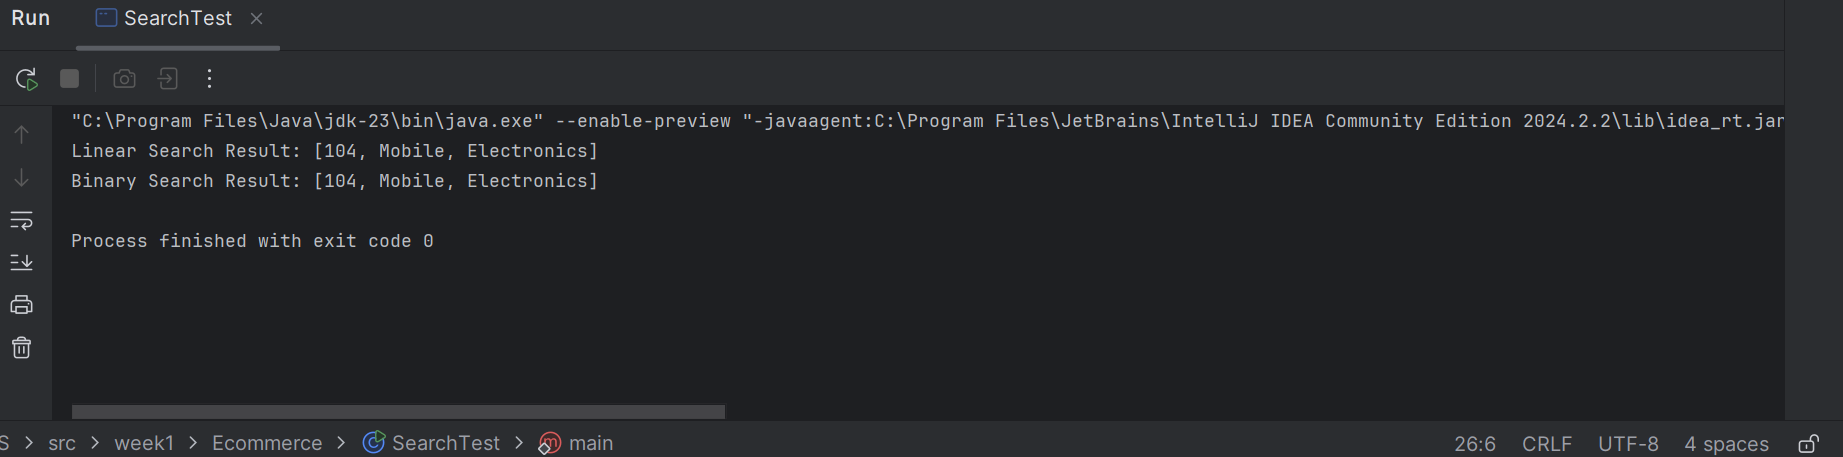 Run SearchTest
"C:\Program Files\Java\jdk-23\bin\java.exe" --enable-preview "-javaagent:C:\Program Files\JetBrains\IntelliJ IDEA Community Edition 2024.2.2\lib\idea_rt.jar
Linear Search Result: [104, Mobile, Electronics]
Binary Search Result: [104, Mobile, Electronics]
Process finished with exit code 0
S > src > week1 > Ecommerce > SearchTest > main 26:6 CRLF UTF-8 4 spaces